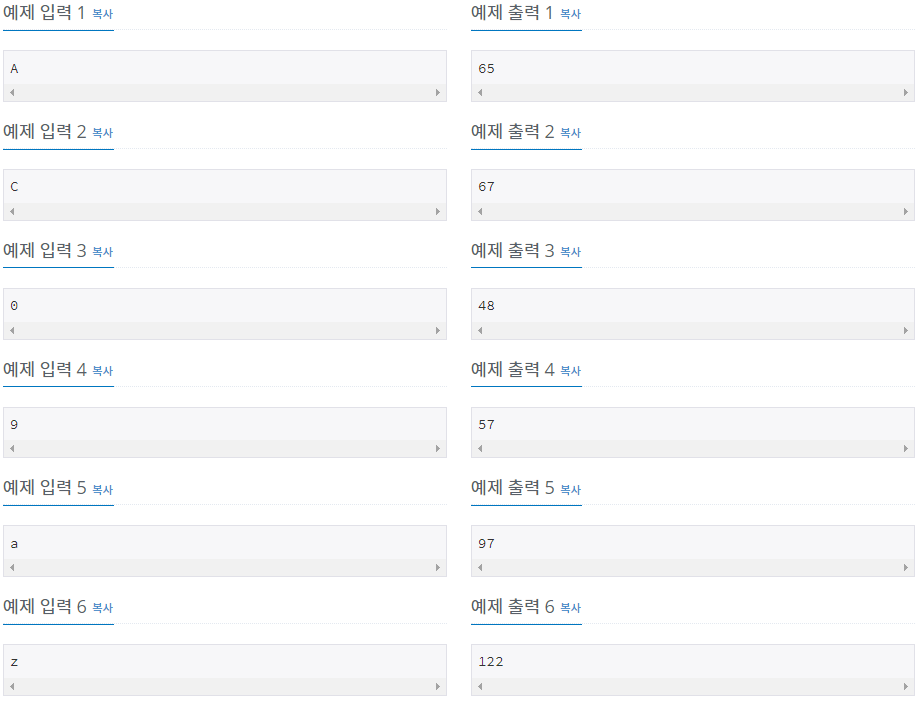 예제 입력 1 복사
예제 출력 1 복사
A
65
예제 입력 2 복사
예제 출력 2 복사
C
67
예제 입력 3 복사
예제 출력 3 복사
0
48
예제 입력 4 복사
예제 출력 4 복사
9
57
예제 입력 5 복사
예제 출력 5 복사
a
97
예제 입력 6 복사
예제 출력 6 복사
z
122